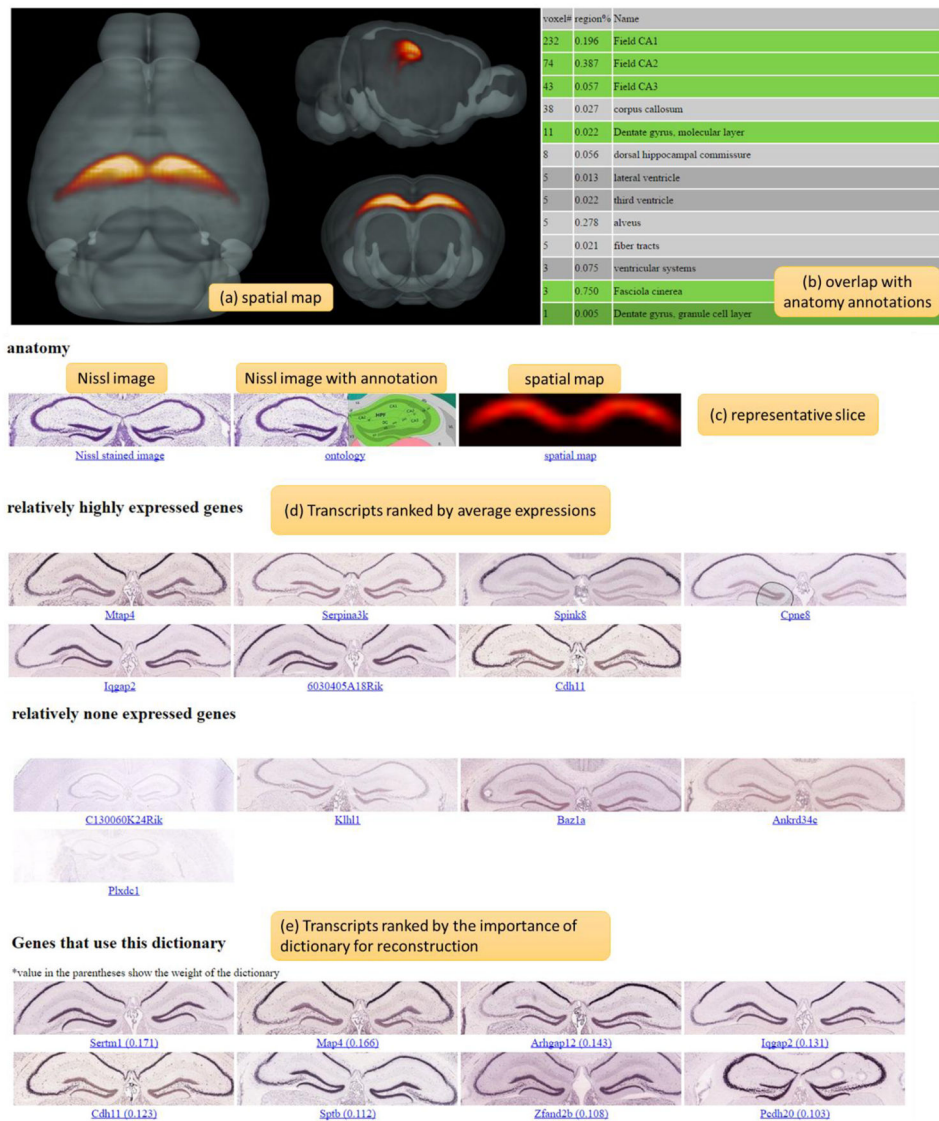 voxel# region% Name
232 0.196 Field CA1
74 0.387 Field CA2
43 0.057 Field CA3
38 0.027 corpus callosum
11 0.022 Dentate gyrus, molecular layer
8 0.056 dorsal hippocampal commissure
5 0.013 lateral ventricle
5 0.022 third ventricle
5 0.278 alveus
5 0.021 fiber tracts
3 0.075 ventricular systems
3 0.750 Fasciola cinerea
1 0.005 Dentate gyrus, granule cell layer
(a) spatial map
(b) overlap with
anatomy annotations
anatomy
Nissl image
Nissl image with annotation
spatial map
(c) representative slice
Nissl stained image
ontology
spatial map
relatively highly expressed genes
(d) Transcripts ranked by average expressions
Mtap4 Serpina3k Spink8 Cpne8
Iqgap2 6030405A18Rik Cdh11
relatively none expressed genes
C130060K24Rik Klhl1 Baz1a Ankrd34c
Plxdc1
Genes that use this dictionary
(e) Transcripts ranked by the importance of
dictionary for reconstruction
*value in the parentheses show the weight of the dictionary
Sertm1 (0.171) Map4 (0.166) Arhgap12 (0.143) Iqgap2 (0.131)
Cdh11 (0.123) Sptb (0.112) Zfand2b (0.108) Pcdh20 (0.103)